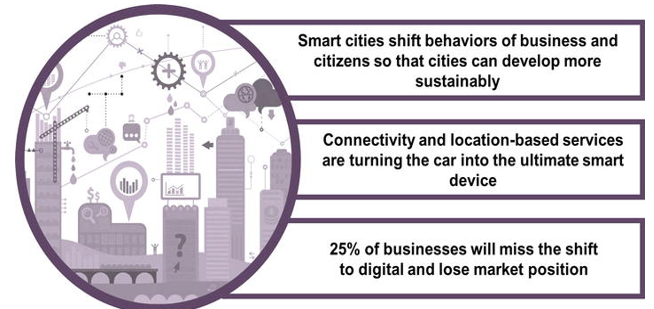 Smart cities shift behaviors of business and
citizens so that cities can develop more
sustainably
Connectivity and location-based services
are turning the car into the ultimate smart
device
25% of businesses will miss the shift
to digital and lose market position
$$
?